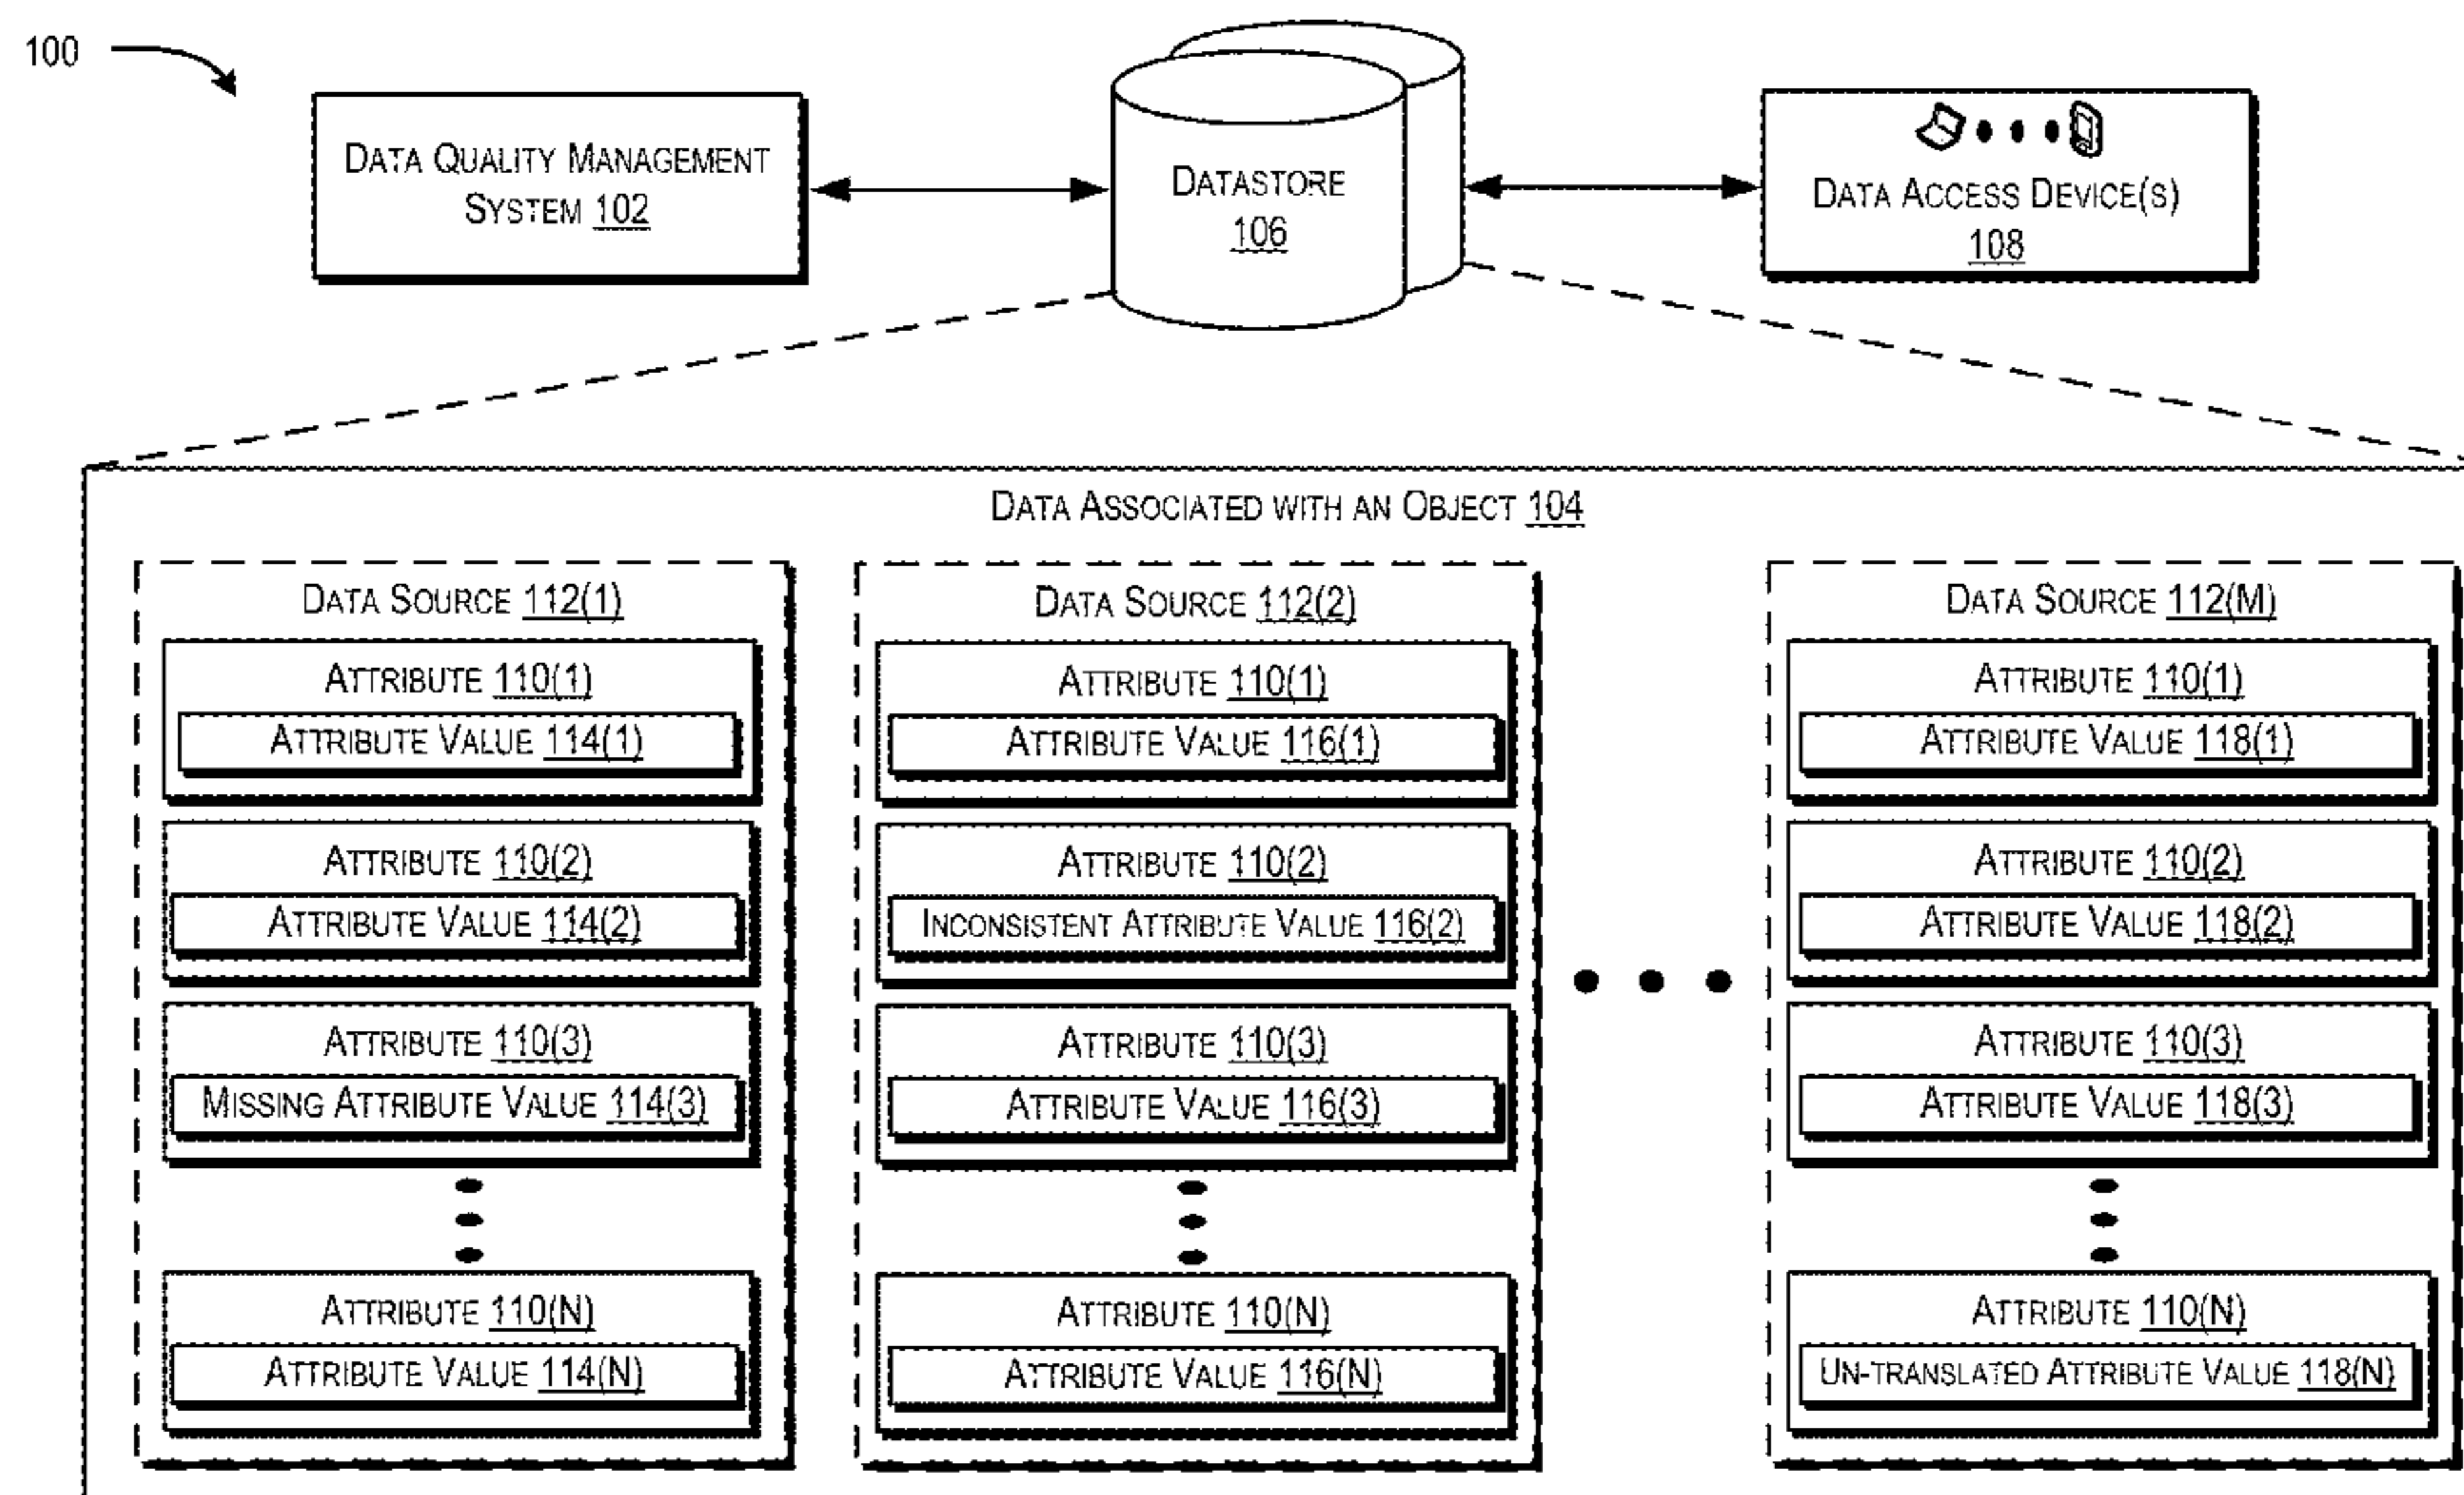 100
DATA QUALITY MANAGEMENT
SYSTEM 102
DATASTORE
106
DATA ACCESS DEVICE(S)
108
DATA ASSOCIATED WITH AN OBJECT 104
DATA SOURCE 112(1)
ATTRIBUTE 110(1)
ATTRIBUTE VALUE 114(1)
ATTRIBUTE 110(2)
ATTRIBUTE VALUE 114(2)
ATTRIBUTE 110(3)
MISSING ATTRIBUTE VALUE 114(3)
ATTRIBUTE 110(N)
ATTRIBUTE VALUE 114(N)
DATA SOURCE 112(2)
ATTRIBUTE 110(1)
ATTRIBUTE VALUE 116(1)
ATTRIBUTE 110(2)
INCONSISTENT ATTRIBUTE VALUE 116(2)
ATTRIBUTE 110(3)
ATTRIBUTE VALUE 116(3)
ATTRIBUTE 110(N)
ATTRIBUTE VALUE 116(N)
DATA SOURCE 112(M)
ATTRIBUTE 110(1)
ATTRIBUTE VALUE 118(1)
ATTRIBUTE 110(2)
ATTRIBUTE VALUE 118(2)
ATTRIBUTE 110(3)
ATTRIBUTE VALUE 118(3)
ATTRIBUTE 110(N)
UN-TRANSLATED ATTRIBUTE VALUE 118(N)